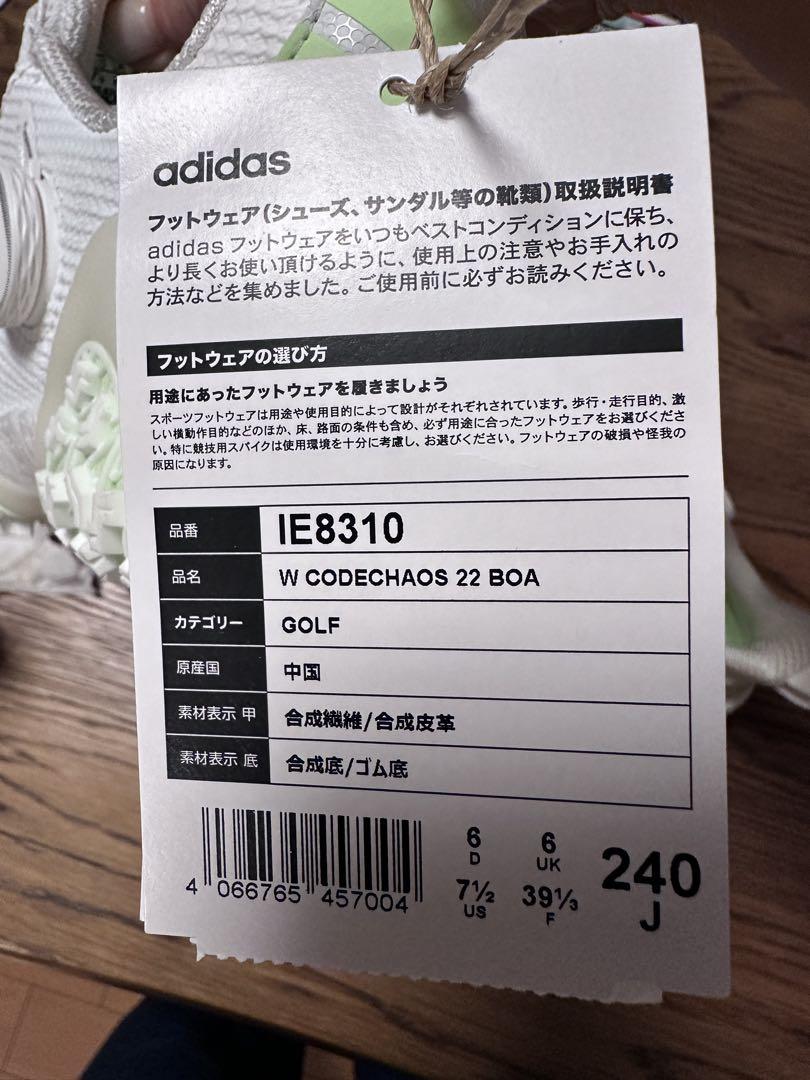 adidas
フットウェア(シューズ、サンダル等の靴類)取扱説明書
adidas フットウェアをいつもベストコンディションに保ち、
より長くお使い頂けるように、使用上の注意やお手入れの
方法などを集めました。ご使用前に必ずお読みください。
フットウェアの選び方
用途にあったフットウェアを履きましょう
スポーツフットウェアは用途や使用目的によって設計がそれぞれされています。歩行・走行目的、激
しい横動作目的などのほか、床、路面の条件も含め、必ず用途に合ったフットウェアをお選びくださ
い。特に競技用スパイクは使用環境を十分に考慮し、お選びください。フットウェアの破損や怪我の
原因になります。
品番 IE8310
品名 W CODECHAOS 22 BOA
カテゴリー GOLF
原産国 中国
素材表示 甲 合成繊維/合成皮革
素材表示 底 合成底/ゴム底
4 066765 457004
6 D 6 UK
7½ US 39⅓ F
240 J